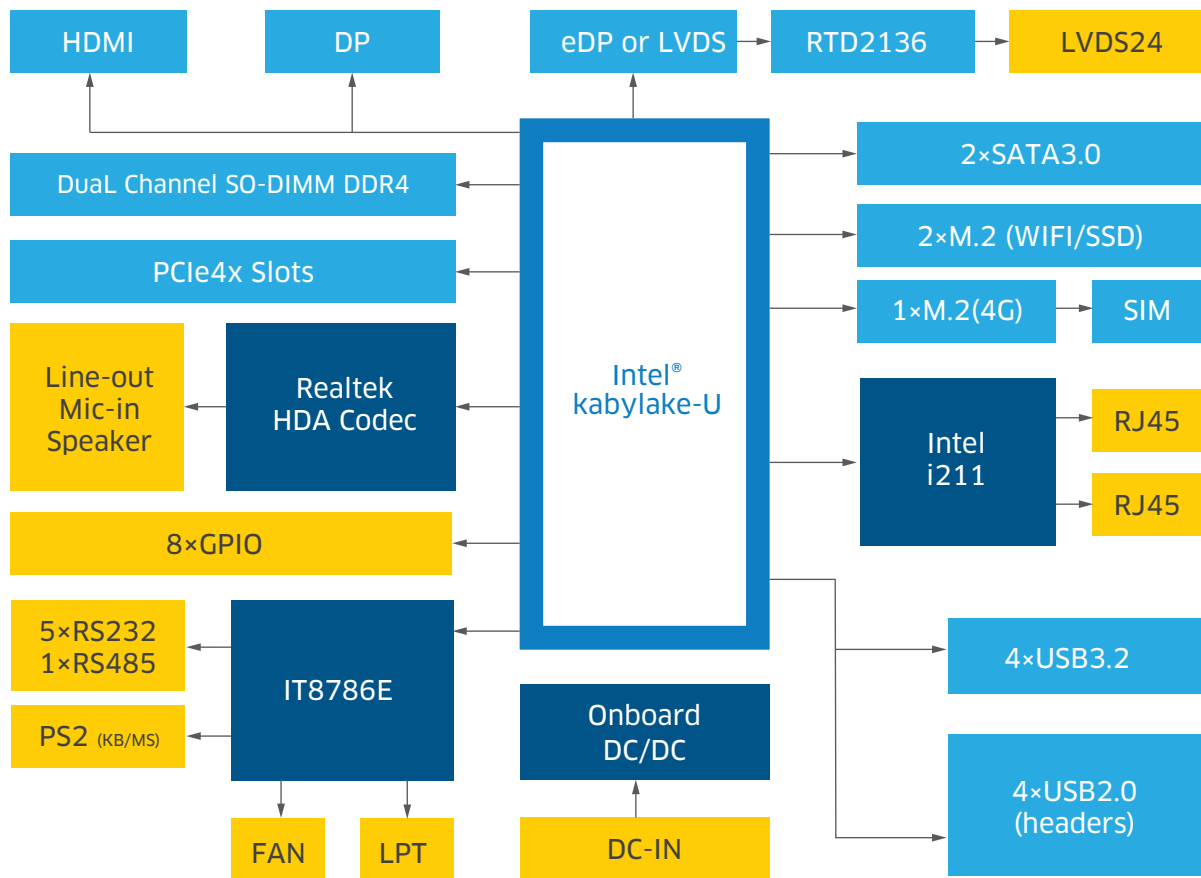 HDMI
DP
eDP or LVDS
RTD2136
LVDS24
2×SATA3.0
DuaL Channel SO-DIMM DDR4
2×M.2 (WIFI/SSD)
PCIe4x Slots
1×M.2(4G)
SIM
Line-out
Mic-in
Speaker
Realtek
HDA Codec
Intel®
kabylake-U
Intel
i211
RJ45
RJ45
8×GPIO
5×RS232
1×RS485
IT8786E
4×USB3.2
PS2 (KB/MS)
Onboard
DC/DC
4×USB2.0
(headers)
FAN
LPT
DC-IN